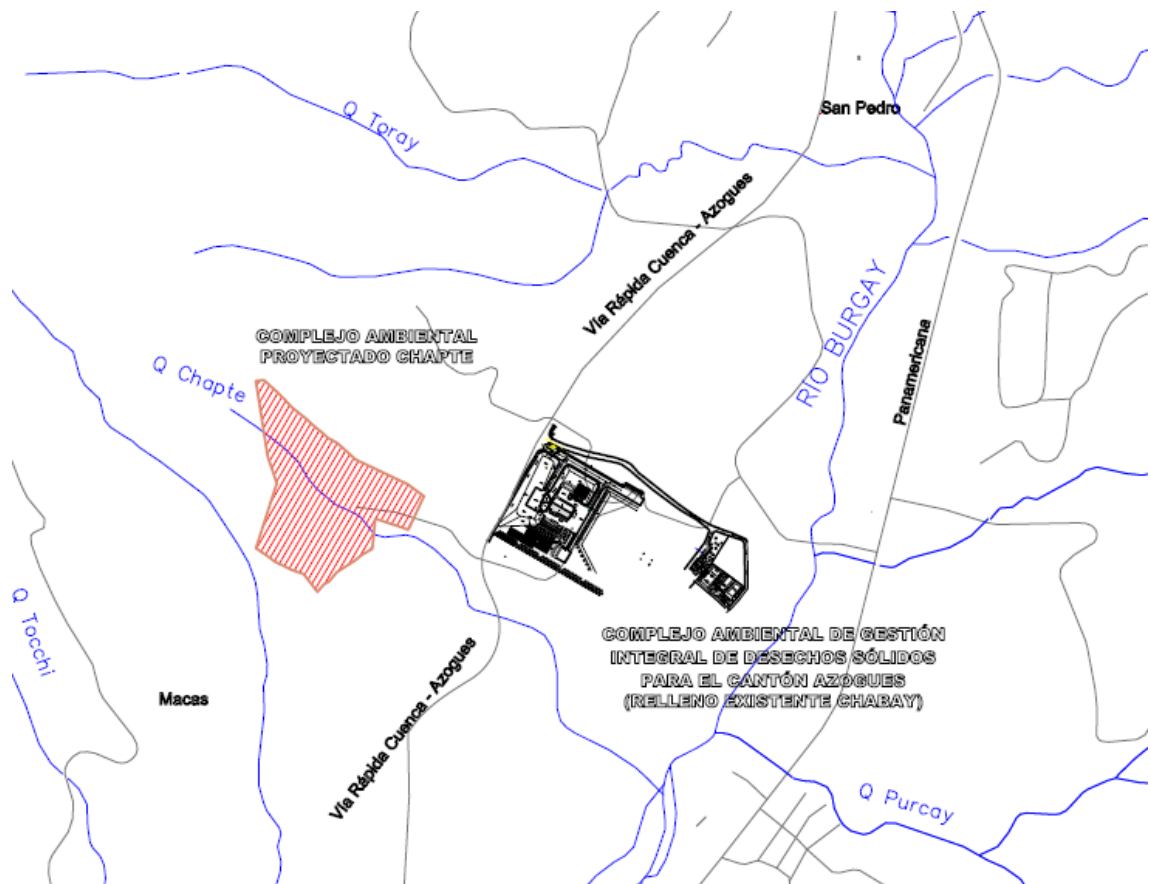 San Pedro
Q Toray
Vía Rápida Cuenca - Azogues
RÍO BURGAY
Panamericana
COMPLEJO AMBIENTAL
PROYECTADO CHAPTE
Q Chapte
Q Tocchi
Macas
Vía Rápida Cuenca - Azogues
COMPLEJO AMBIENTAL DE GESTIÓN
INTEGRAL DE DESECHOS SÓLIDOS
PARA EL CANTÓN AZOGUES
(RELLENO EXISTENTE CHABAY)
Q Purcay